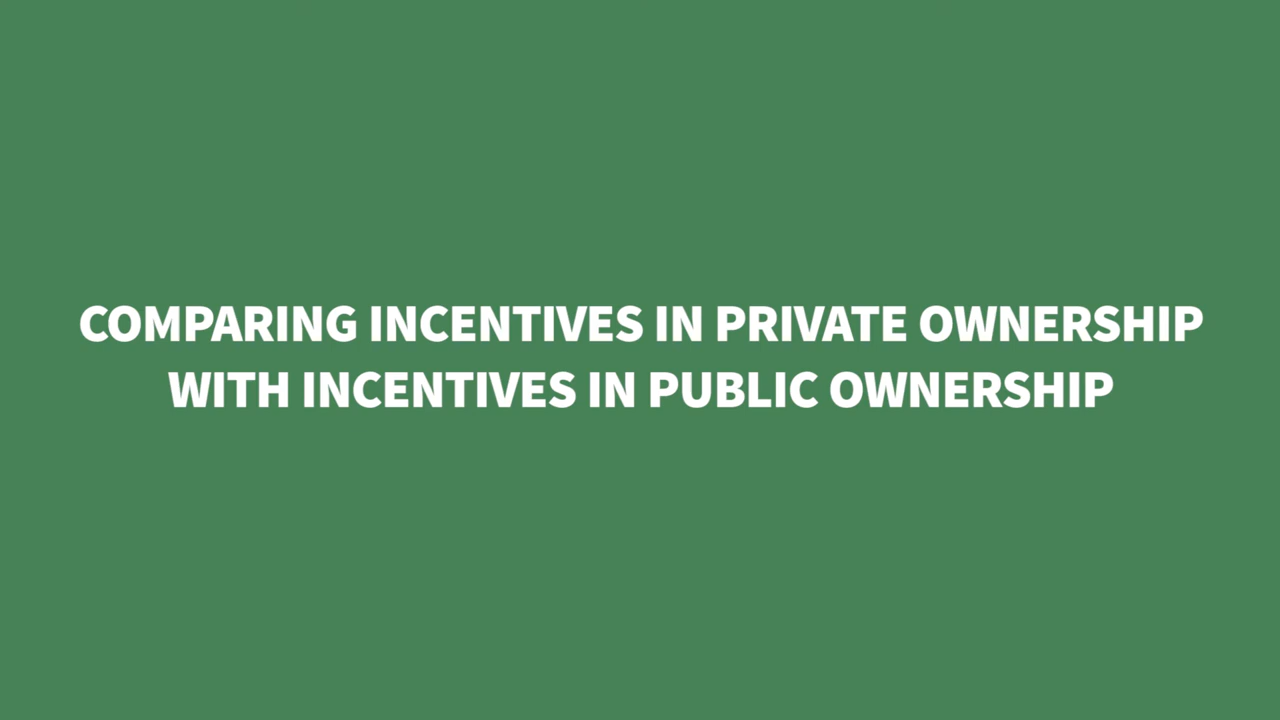 COMPARING INCENTIVES IN PRIVATE OWNERSHIP
WITH INCENTIVES IN PUBLIC OWNERSHIP